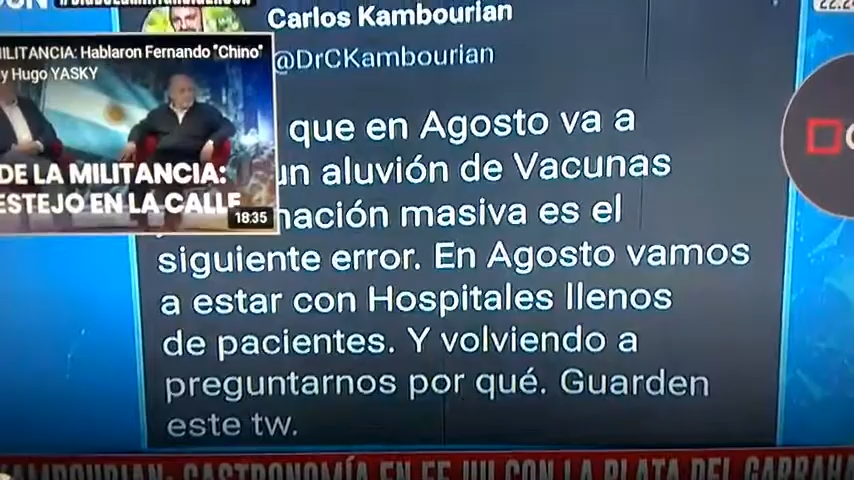 Carlos Kambourian
@DrCKambourian
MILITANCIA: Hablaron Fernando "Chino"
y Hugo YASKY
DE LA MILITANCIA:
ESTEJO EN LA CALLE
18:35
que en Agosto va a
un aluvión de Vacunas
nación masiva es el
siguiente error. En Agosto vamos
a estar con Hospitales llenos
de pacientes. Y volviendo a
preguntarnos por qué. Guarden
este tw.
KAMBOURIAN: GASTRONOMÍA EN EE.UU CON LA PLATA DEL GARRAHA